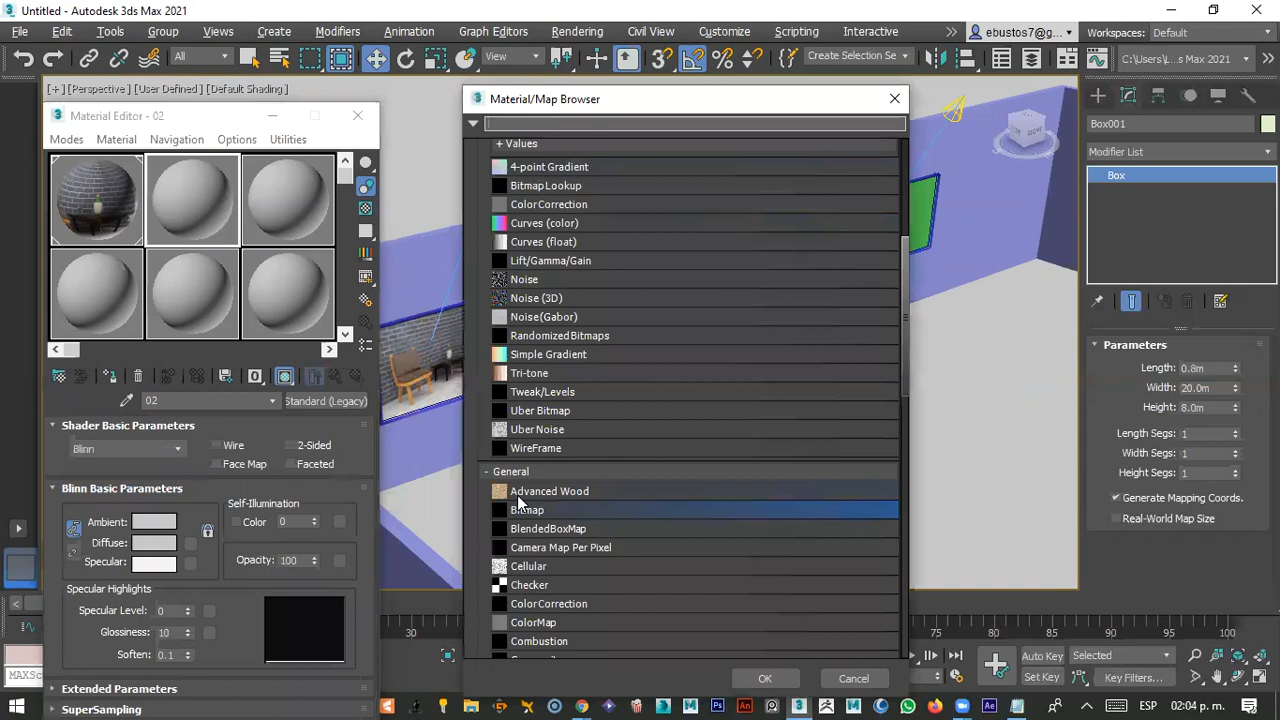 Untitled - Autodesk 3ds Max 2021
File Edit Tools Group Views Create Modifiers Animation Graph Editors Rendering Civil View Customize Scripting Interactive
ebustos7@g...
Workspaces: Default
All
View
Create Selection Se
C:\Users\...s Max 2021
[ + ] [Perspective ] [User Defined ] [Default Shading ]
Material Editor - 02
Modes Material Navigation Options Utilities
02
Standard (Legacy)
Shader Basic Parameters
Blinn
Wire
2-Sided
Face Map
Faceted
Blinn Basic Parameters
Self-Illumination
Ambient:
Color
0
Diffuse:
Specular:
Opacity: 100
Specular Highlights
Specular Level: 0
Glossiness: 10
Soften: 0.1
Extended Parameters
SuperSampling
Material/Map Browser
+ Values
4-point Gradient
Bitmap Lookup
Color Correction
Curves (color)
Curves (float)
Lift/Gamma/Gain
Noise
Noise (3D)
Noise(Gabor)
Randomized Bitmaps
Simple Gradient
Tri-tone
Tweak/Levels
Uber Bitmap
Uber Noise
WireFrame
- General
Advanced Wood
Bitmap
BlendedBoxMap
Camera Map Per Pixel
Cellular
Checker
Color Correction
ColorMap
Combustion
OK
Cancel
Box001
Modifier List
Box
Parameters
Length: 0.8m
Width: 20.0m
Height: 8.0m
Length Segs: 1
Width Segs: 1
Height Segs: 1
Generate Mapping Coords.
Real-World Map Size
30
75 80 85 90 95 100
Auto Key
Selected
Set Key
Key Filters...
MAXScr
ESP
02:04 p. m.